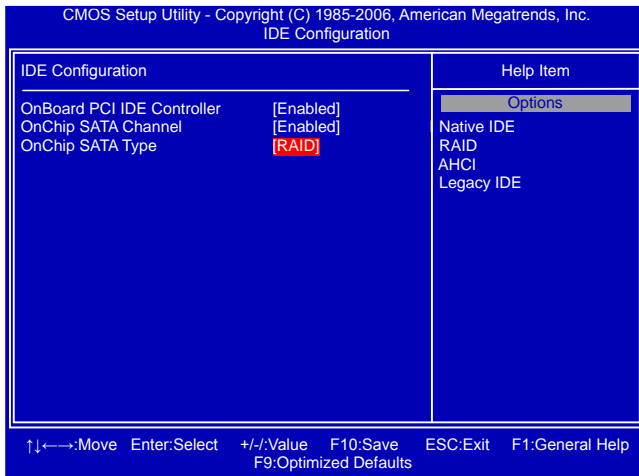 CMOS Setup Utility - Copyright (C) 1985-2006, American Megatrends, Inc.
IDE Configuration
IDE Configuration
OnBoard PCI IDE Controller [Enabled]
OnChip SATA Channel [Enabled]
OnChip SATA Type [RAID]
Help Item
Options
Native IDE
RAID
AHCI
Legacy IDE
↑↓←→:Move Enter:Select +/-/:Value F10:Save ESC:Exit F1:General Help
F9:Optimized Defaults